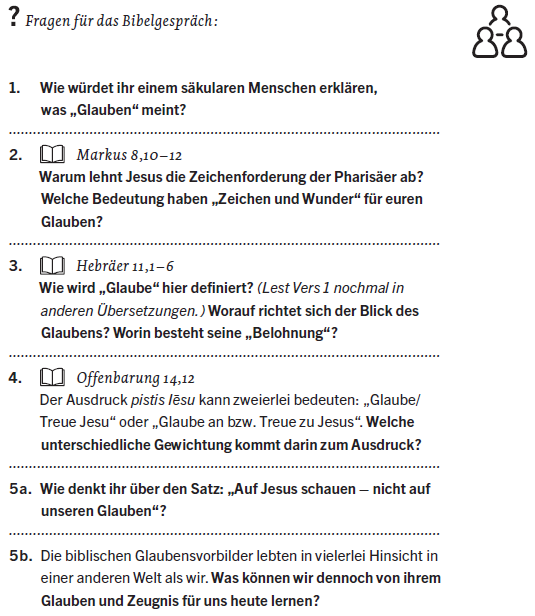 ? Fragen für das Bibelgespräch:
1. Wie würdet ihr einem säkularen Menschen erklären,
was „Glauben“ meint?
2. Markus 8,10–12
Warum lehnt Jesus die Zeichenforderung der Pharisäer ab?
Welche Bedeutung haben „Zeichen und Wunder“ für euren
Glauben?
3. Hebräer 11,1–6
Wie wird „Glaube“ hier definiert? (Lest Vers 1 nochmal in
anderen Übersetzungen.) Worauf richtet sich der Blick des
Glaubens? Worin besteht seine „Belohnung“?
4. Offenbarung 14,12
Der Ausdruck pistis Iēsu kann zweierlei bedeuten: „Glaube/
Treue Jesu“ oder „Glaube an bzw. Treue zu Jesus“. Welche
unterschiedliche Gewichtung kommt darin zum Ausdruck?
5a. Wie denkt ihr über den Satz: „Auf Jesus schauen – nicht auf
unseren Glauben“?
5b. Die biblischen Glaubensvorbilder lebten in vielerlei Hinsicht in
einer anderen Welt als wir. Was können wir dennoch von ihrem
Glauben und Zeugnis für uns heute lernen?